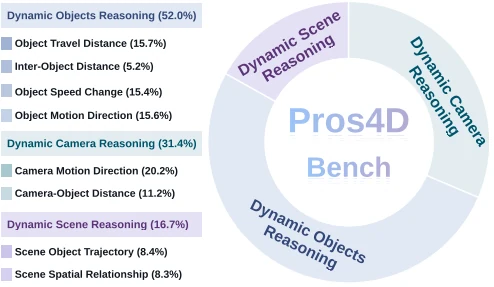 Dynamic Objects Reasoning (52.0%)
Object Travel Distance (15.7%)
Inter-Object Distance (5.2%)
Object Speed Change (15.4%)
Object Motion Direction (15.6%)
Dynamic Camera Reasoning (31.4%)
Camera Motion Direction (20.2%)
Camera-Object Distance (11.2%)
Dynamic Scene Reasoning (16.7%)
Scene Object Trajectory (8.4%)
Scene Spatial Relationship (8.3%)
Dynamic Scene
Reasoning
Dynamic Camera
Reasoning
Pros4D
Bench
Dynamic Objects
Reasoning